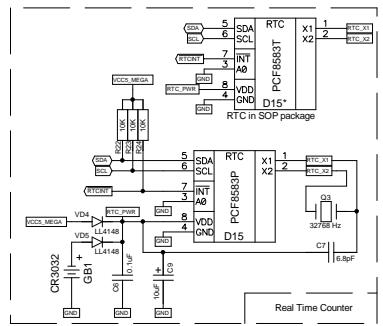 RTC
SDA 5 SDA X1 1 RTC_X1
SCL 6 SCL X2 2 RTC_X2
RTCINT 7 INT
3 A0
GND
PCF8583T
RTC_PWR 8 VDD
4 GND
GND
D15*
RTC in SOP package
VCC5_MEGA
10K 10K 10K
R22 R23 R24
RTC
SDA 5 SDA X1 1 RTC_X1
SCL 6 SCL X2 2 RTC_X2
RTCINT 7 INT
3 A0
GND
PCF8583P
8 VDD
4 GND
GND
D15
Q3
32768 Hz
VCC5_MEGA VD4 RTC_PWR
LL4148
VD5
LL4148
C7
6.8pF
CR3032
+
GB1
C8
0.1uF
+
10uF
C9
GND GND GND
Real Time Counter